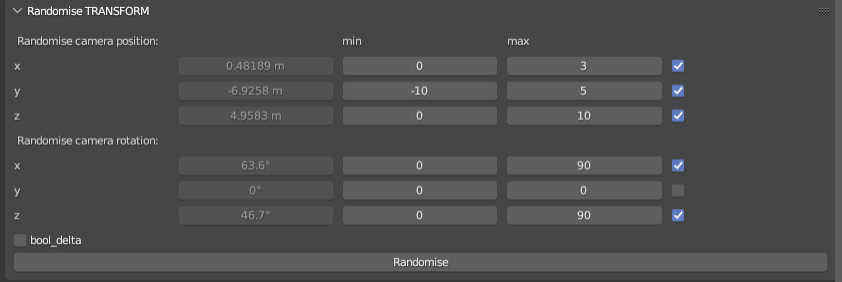 Randomise TRANSFORM
Randomise camera position: min max
x 0.48189 m 0 3
y -6.9258 m -10 5
z 4.9583 m 0 10
Randomise camera rotation:
x 63.6° 0 90
y 0° 0 0
z 46.7° 0 90
bool_delta
Randomise